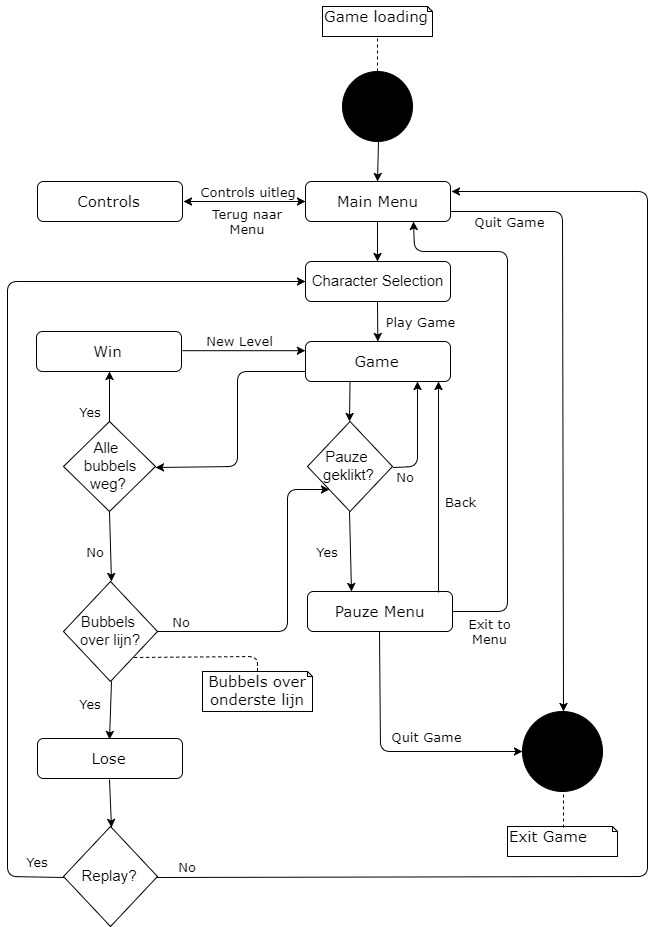 Game loading
Controls
Controls uitleg
Terug naar
Menu
Main Menu
Quit Game
Character Selection
Play Game
Win
New Level
Game
Yes
Alle
bubbels
weg?
Pauze
geklikt?
No
Back
No
Yes
Bubbels
over lijn?
No
Pauze Menu
Exit to
Menu
Bubbels over
onderste lijn
Yes
Quit Game
Lose
Exit Game
Yes
Replay?
No